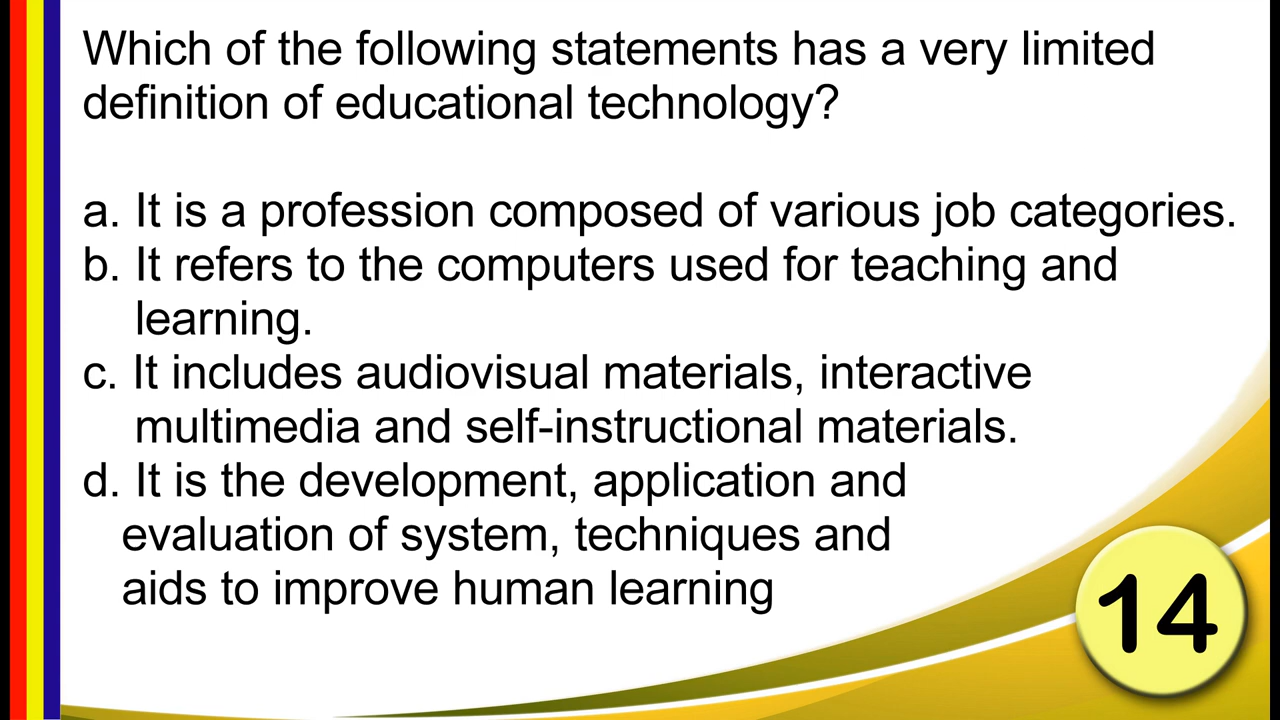 Which of the following statements has a very limited
definition of educational technology?
a. It is a profession composed of various job categories.
b. It refers to the computers used for teaching and
learning.
c. It includes audiovisual materials, interactive
multimedia and self-instructional materials.
d. It is the development, application and
evaluation of system, techniques and
aids to improve human learning
14